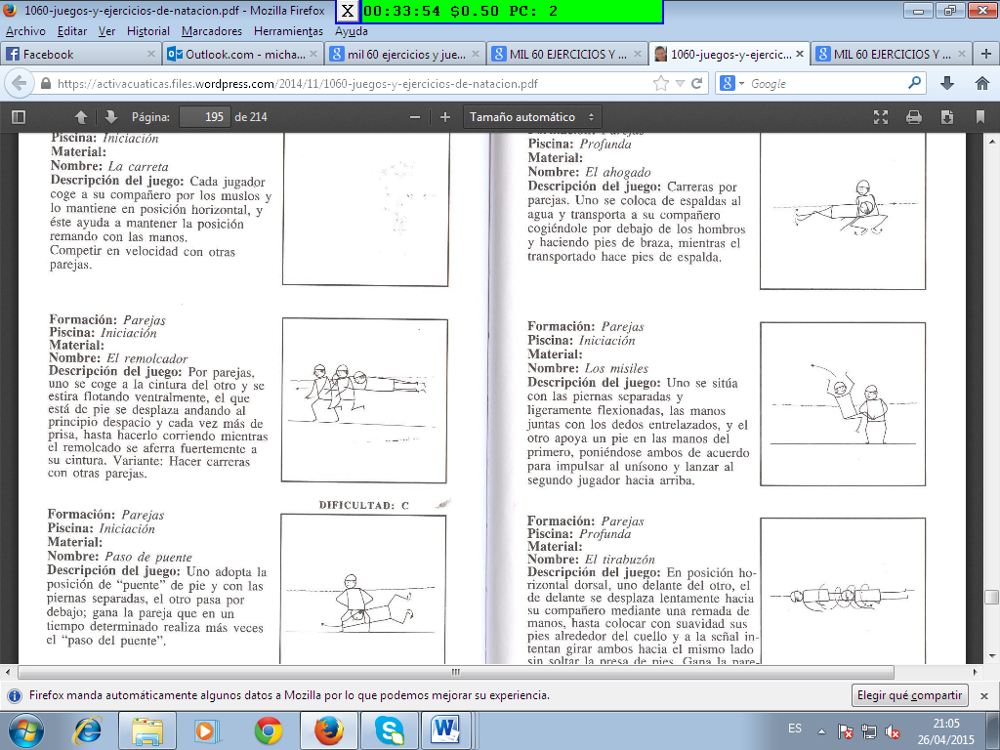 1060-juegos-y-ejercicios-de-natacion.pdf - Mozilla Firefox
X 00:33:54 $0.50 PC: 2
Archivo Editar Ver Historial Marcadores Herramientas Ayuda
Facebook
Outlook.com - micha...
mil 60 ejercicios y jue...
MIL 60 EJERCICIOS Y ...
1060-juegos-y-ejercic...
MIL 60 EJERCICIOS Y ...
https://activacuaticas.files.wordpress.com/2014/11/1060-juegos-y-ejercicios-de-natacion.pdf
Google
Página: 195 de 214
Tamaño automático
Piscina: Iniciación
Material:
Nombre: La carreta
Descripción del juego: Cada jugador
coge a su compañero por los muslos y
lo mantiene en posición horizontal, y
éste ayuda a mantener la posición
remando con las manos.
Competir en velocidad con otras
parejas.
Formación: Parejas
Piscina: Iniciación
Material:
Nombre: El remolcador
Descripción del juego: Por parejas,
uno se coge a la cintura del otro y se
estira flotando ventralmente, el que
está de pie se desplaza andando al
principio despacio y cada vez más de
prisa, hasta hacerlo corriendo mientras
el remolcado se aferra fuertemente a
su cintura. Variante: Hacer carreras
con otras parejas.
DIFICULTAD: C
Formación: Parejas
Piscina: Iniciación
Material:
Nombre: Paso de puente
Descripción del juego: Uno adopta la
posición de “puente” de pie y con las
piernas separadas, el otro pasa por
debajo; gana la pareja que en un
tiempo determinado realiza más veces
el “paso del puente”.
Formación: Parejas
Piscina: Profunda
Material:
Nombre: El ahogado
Descripción del juego: Carreras por
parejas. Uno se coloca de espaldas al
agua y transporta a su compañero
cogiéndole por debajo de los hombros
y haciendo pies de braza, mientras el
transportado hace pies de espalda.
Formación: Parejas
Piscina: Iniciación
Material:
Nombre: Los misiles
Descripción del juego: Uno se sitúa
con las piernas separadas y
ligeramente flexionadas, las manos
juntas con los dedos entrelazados, y el
otro apoya un pie en las manos del
primero, poniéndose ambos de acuerdo
para impulsar al unísono y lanzar al
segundo jugador hacia arriba.
Formación: Parejas
Piscina: Profunda
Material:
Nombre: El tirabuzón
Descripción del juego: En posición ho-
rizontal dorsal, uno delante del otro, el
de delante se desplaza lentamente hacia
su compañero mediante una remada de
manos, hasta colocar con suavidad sus
pies alrededor del cuello y a la señal in-
tentan girar ambos hacia el mismo lado
sin soltar la presa de pies. Gana la pare-
Firefox manda automáticamente algunos datos a Mozilla por lo que podemos mejorar su experiencia.
Elegir qué compartir
ES
21:05
26/04/2015